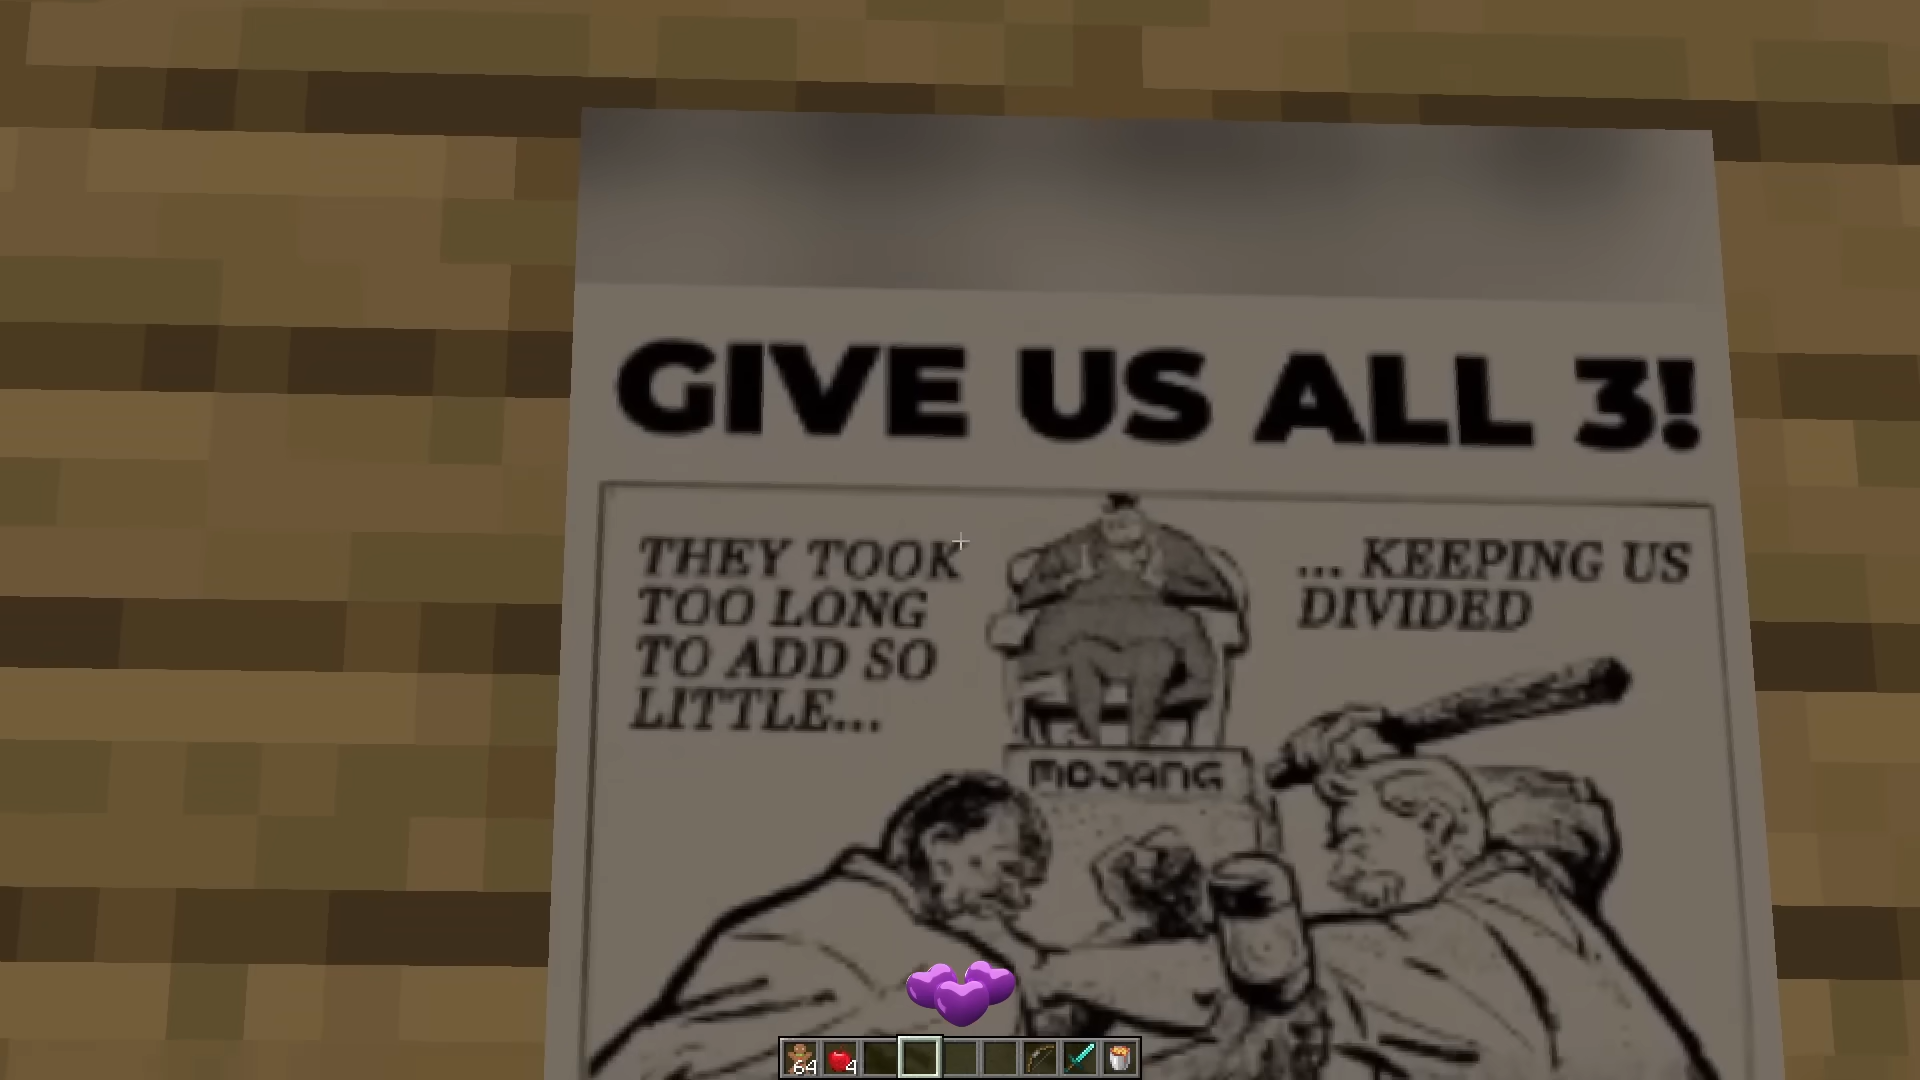 GIVE US ALL 3!
THEY TOOK
TOO LONG
TO ADD SO
LITTLE...
... KEEPING US
DIVIDED
MOJANG
64
4